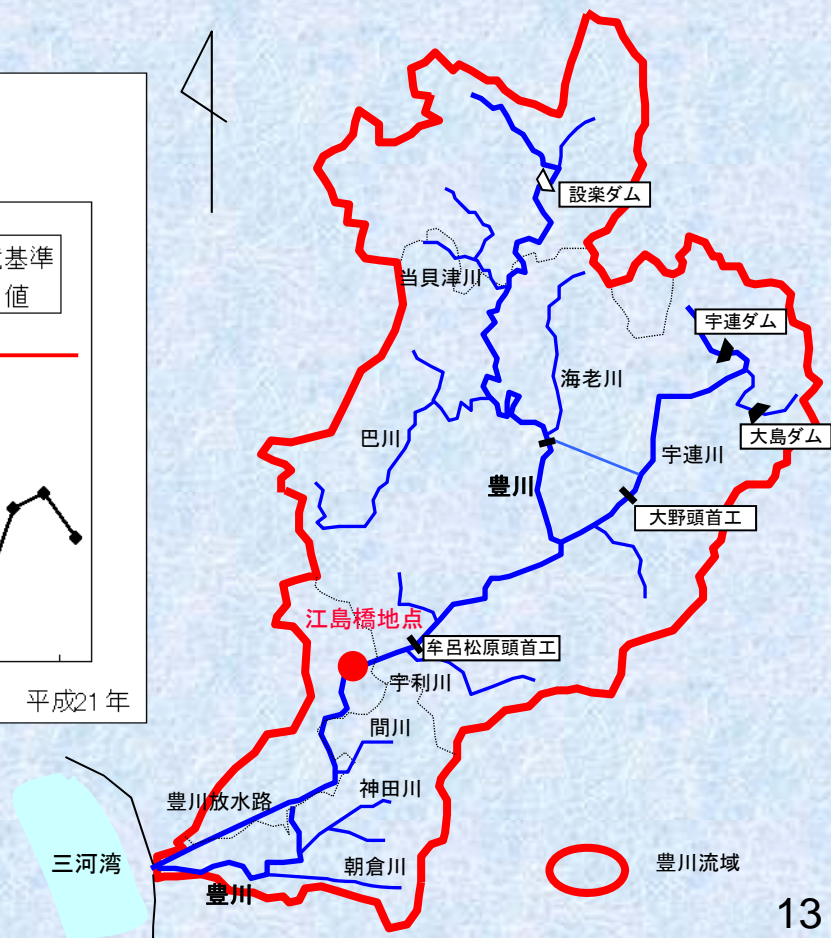 基準
値
平成21年
設楽ダム
当貝津川
宇連ダム
海老川
大島ダム
巴川
宇連川
豊川
大野頭首工
江島橋地点
牟呂松原頭首工
宇利川
間川
豊川放水路
神田川
三河湾
朝倉川
豊川流域
豊川
13